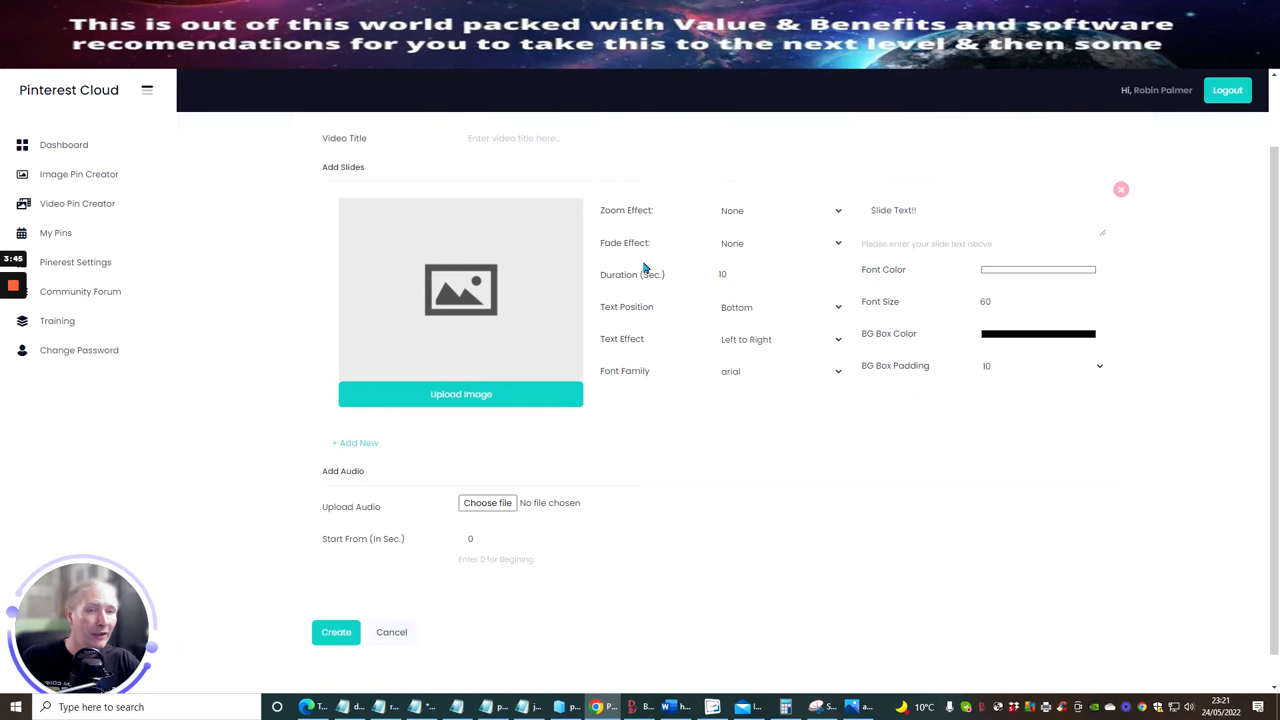 This is out of this world packed with Value & Benefits and software
recomendations for you to take this to the next level & then some
Pinterest Cloud
Hi, Robin Palmer
Logout
Dashboard
Image Pin Creator
Video Pin Creator
My Pins
Pinerest Settings
Community Forum
Training
Change Password
3:45
Video Title
Enter video title here...
Add Slides
Zoom Effect:
None
Slide Text!!
Please enter your slide text above
Fade Effect:
None
Font Color
Duration (Sec.)
10
Font Size
60
Text Position
Bottom
BG Box Color
Text Effect
Left to Right
BG Box Padding
10
Font Family
arial
Upload Image
+ Add New
Add Audio
Upload Audio
Choose file
No file chosen
Start From (In Sec.)
0
Enter 0 for Begining.
Create
Cancel
Type here to search
10°C
23:21
24/05/2022